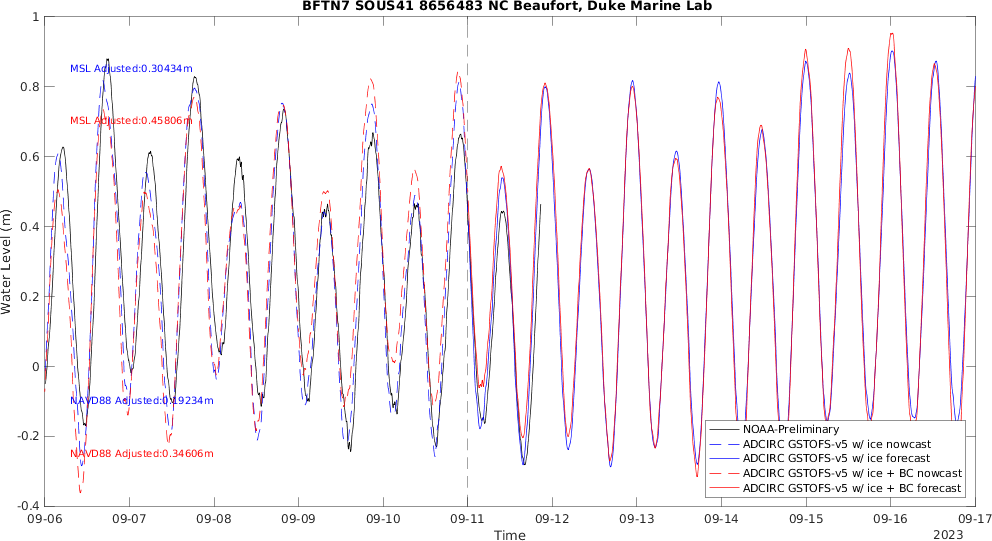 BFTN7 SOUS41 8656483 NC Beaufort, Duke Marine Lab
1
0.8
0.6
0.4
0.2
0
-0.2
-0.4
Water Level (m)
MSL Adjusted:0.30434m
MSL Adjusted:0.45806m
NAVD88 Adjusted:0.19234m
NAVD88 Adjusted:0.34606m
NOAA-Preliminary
ADCIRC GSTOFS-v5 w/ ice nowcast
ADCIRC GSTOFS-v5 w/ ice forecast
ADCIRC GSTOFS-v5 w/ ice + BC nowcast
ADCIRC GSTOFS-v5 w/ ice + BC forecast
09-06 09-07 09-08 09-09 09-10 09-11 09-12 09-13 09-14 09-15 09-16 09-17
Time
2023